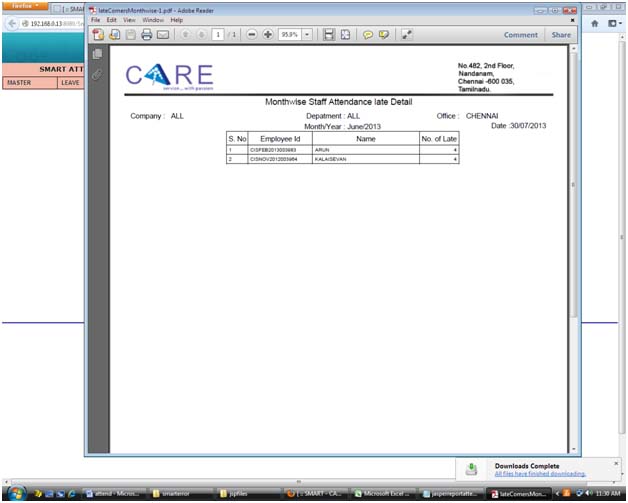 Firefox
[ :: SMA
lateComersMonthwise-1.pdf - Adobe Reader
File Edit View Window Help
192.168.0.13
1 / 1
95.9%
Comment Share
SMART ATT
MASTER LEAVE
CARE
service... with passion
No.482, 2nd Floor,
Nandanam,
Chennai -600 035,
Tamilnadu.
Monthwise Staff Attendance late Detail
Company : ALL Depatment : ALL Office : CHENNAI
Month/Year : June/2013 Date :30/07/2013
S. No Employee Id Name No. of Late
1 CISFEB2013003983 ARUN 4
2 CISNOV2012003964 KALAISEVAN 4
Downloads Complete
All files have finished downloading.
attend - Micros... smarterror jspfiles [ :: SMART - CA... Microsoft Excel ... jasperreportatte... lateComersMon... 11:30 AM